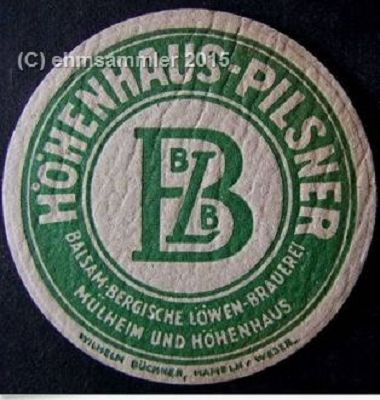 (C) ehmsammler 2015
HÖHENHAUS-PILSNER
B
B L
B
BALSAM-BERGISCHE LÖWEN-BRAUEREI
MÜLHEIM UND HÖHENHAUS
WILHELM BÜCHNER, HAMELN/WESER